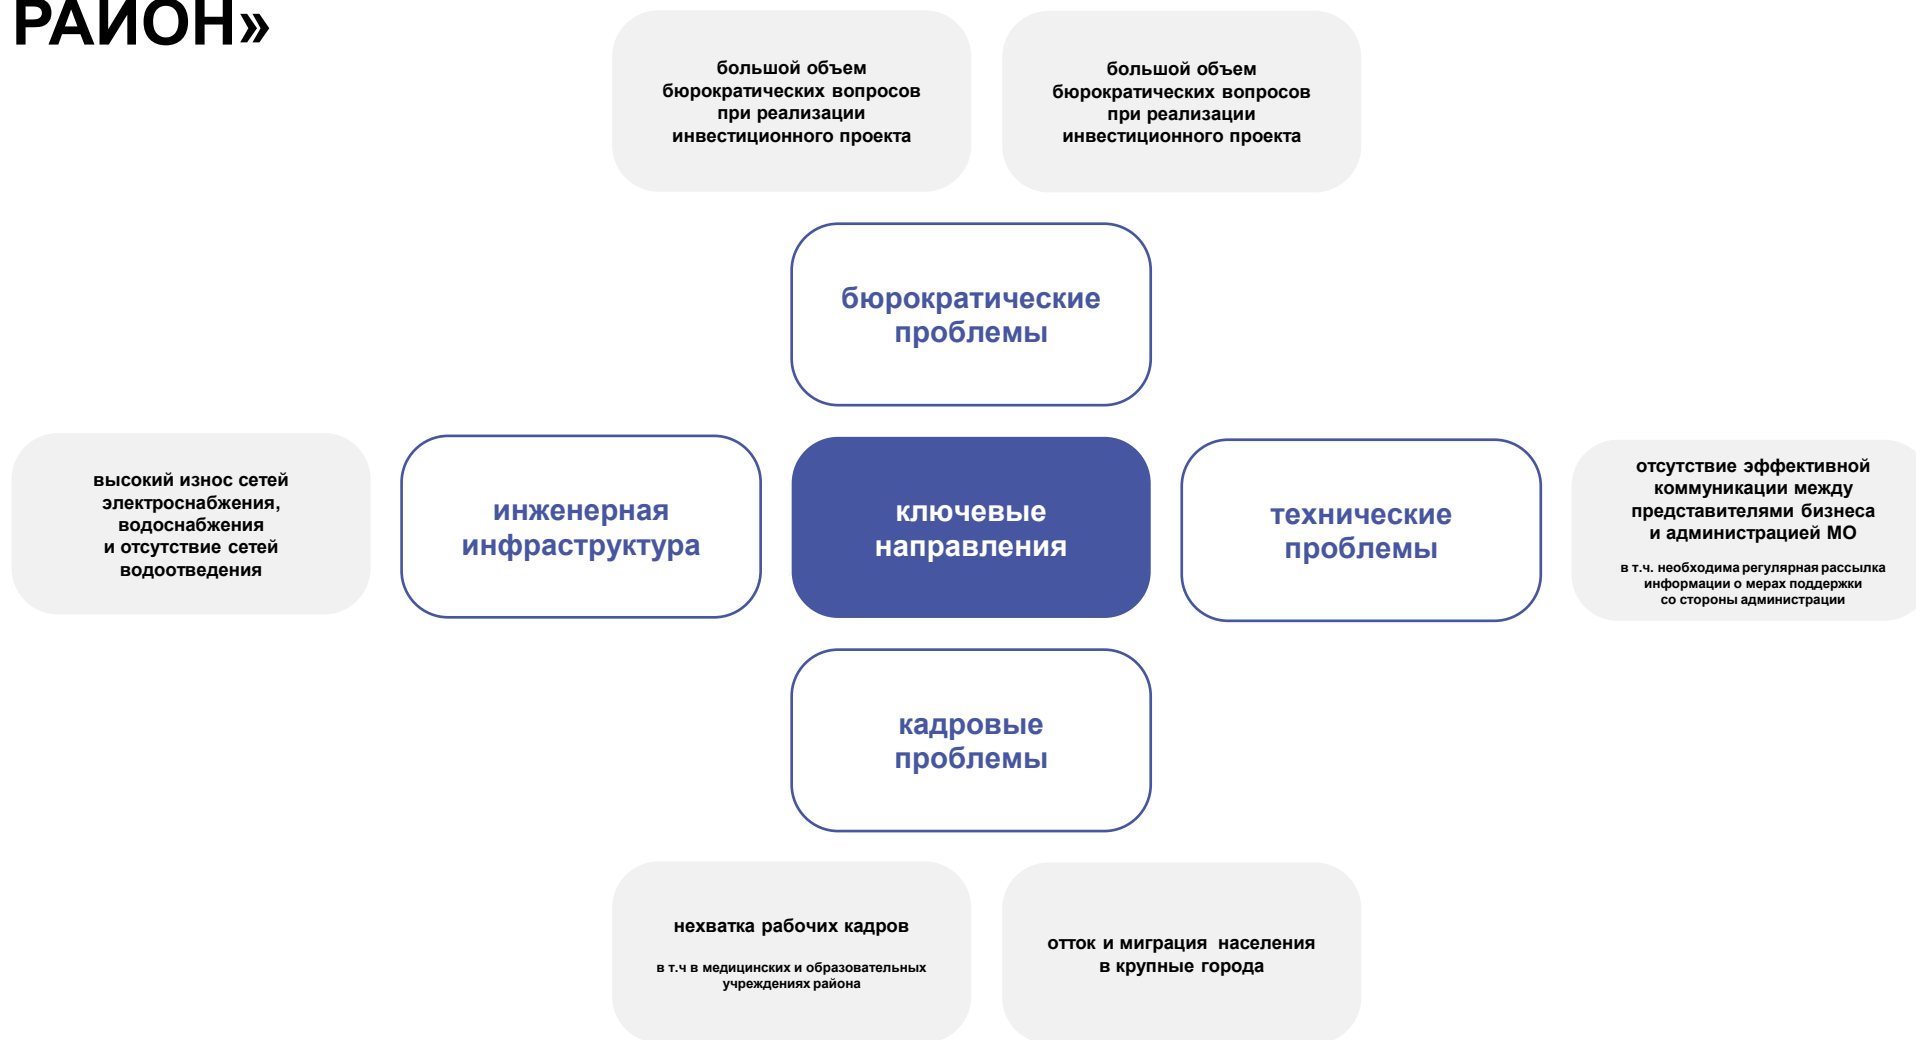 РАЙОН»
большой объем
бюрократических вопросов
при реализации
инвестиционного проекта
большой объем
бюрократических вопросов
при реализации
инвестиционного проекта
бюрократические
проблемы
высокий износ сетей
электроснабжения,
водоснабжения
и отсутствие сетей
водоотведения
инженерная
инфраструктура
ключевые
направления
технические
проблемы
отсутствие эффективной
коммуникации между
представителями бизнеса
и администрацией МО
в т.ч. необходима регулярная рассылка
информации о мерах поддержки
со стороны администрации
кадровые
проблемы
нехватка рабочих кадров
в т.ч в медицинских и образовательных
учреждениях района
отток и миграция населения
в крупные города